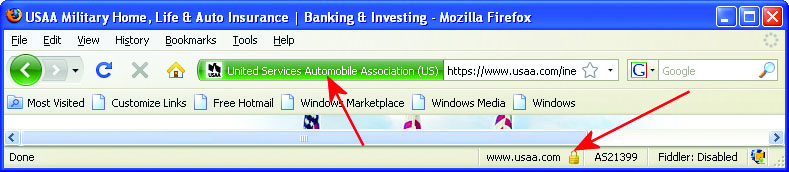 USAA Military Home, Life & Auto Insurance | Banking & Investing - Mozilla Firefox
File Edit View History Bookmarks Tools Help
USAA United Services Automobile Association (US) https://www.usaa.com/ine G Google
Most Visited Customize Links Free Hotmail Windows Marketplace Windows Media Windows
Done www.usaa.com AS21399 Fiddler: Disabled